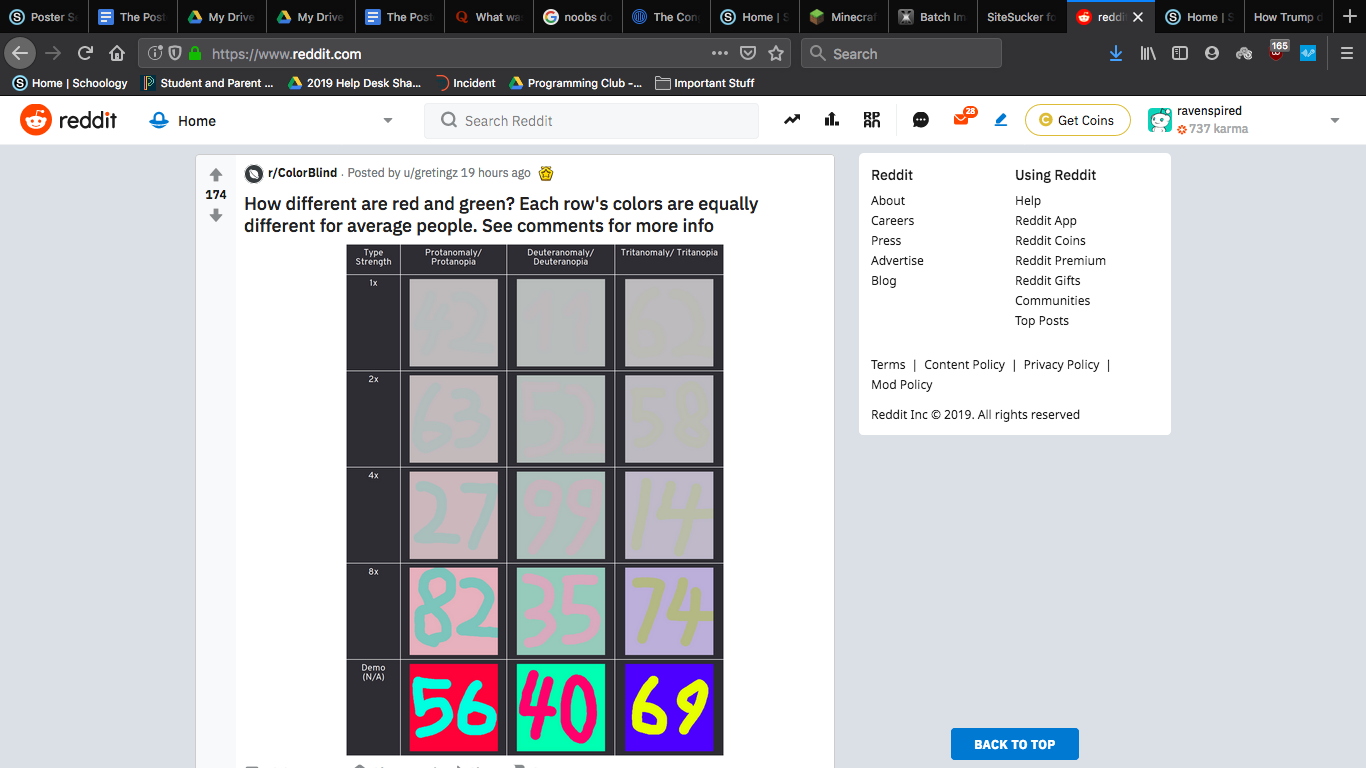 Poster S
The Post
My Drive
My Drive
The Post
What wa
noobs do
The Con
Home | S
Minecraf
Batch Im
SiteSucker fo
reddi
Home | S
How Trump d
https://www.reddit.com
Search
165
Home | Schoology
Student and Parent ...
2019 Help Desk Sha...
Incident
Programming Club -...
Important Stuff
reddit
Home
Search Reddit
28
Get Coins
ravenspired
737 karma
174
r/ColorBlind · Posted by u/gretingz 19 hours ago
How different are red and green? Each row's colors are equally
different for average people. See comments for more info
Type Strength
Protanomaly/ Protanopia
Deuteranomaly/ Deuteranopia
Tritanomaly/ Tritanopia
1x
2x
63 52 58
4x
27 99 14
8x
82 35 74
Demo (N/A)
56 40 69
Reddit
About
Careers
Press
Advertise
Blog
Using Reddit
Help
Reddit App
Reddit Coins
Reddit Premium
Reddit Gifts
Communities
Top Posts
Terms | Content Policy | Privacy Policy |
Mod Policy
Reddit Inc © 2019. All rights reserved
BACK TO TOP